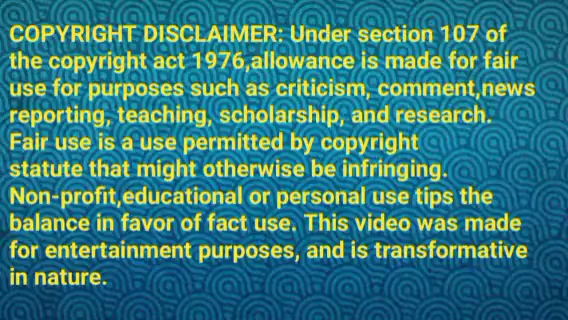 COPYRIGHT DISCLAIMER: Under section 107 of
the copyright act 1976,allowance is made for fair
use for purposes such as criticism, comment,news
reporting, teaching, scholarship, and research.
Fair use is a use permitted by copyright
statute that might otherwise be infringing.
Non-profit,educational or personal use tips the
balance in favor of fact use. This video was made
for entertainment purposes, and is transformative
in nature.